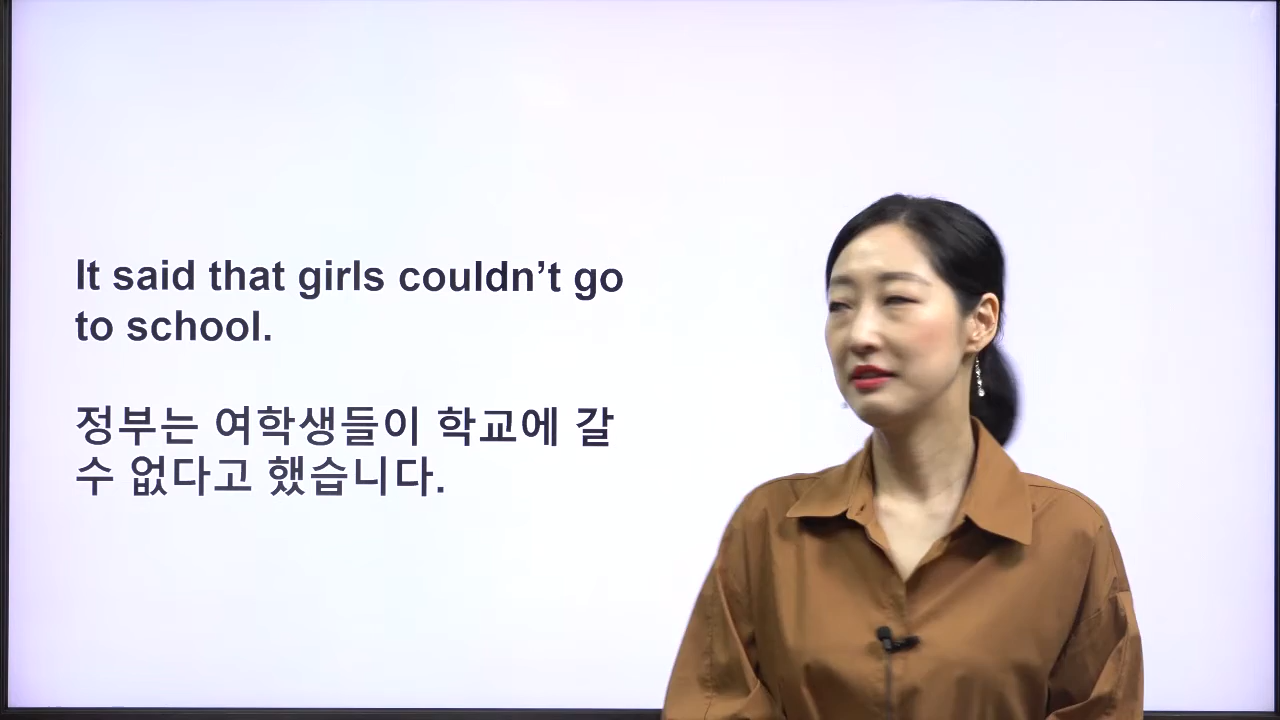 It said that girls couldn’t go
to school.
정부는 여학생들이 학교에 갈
수 없다고 했습니다.